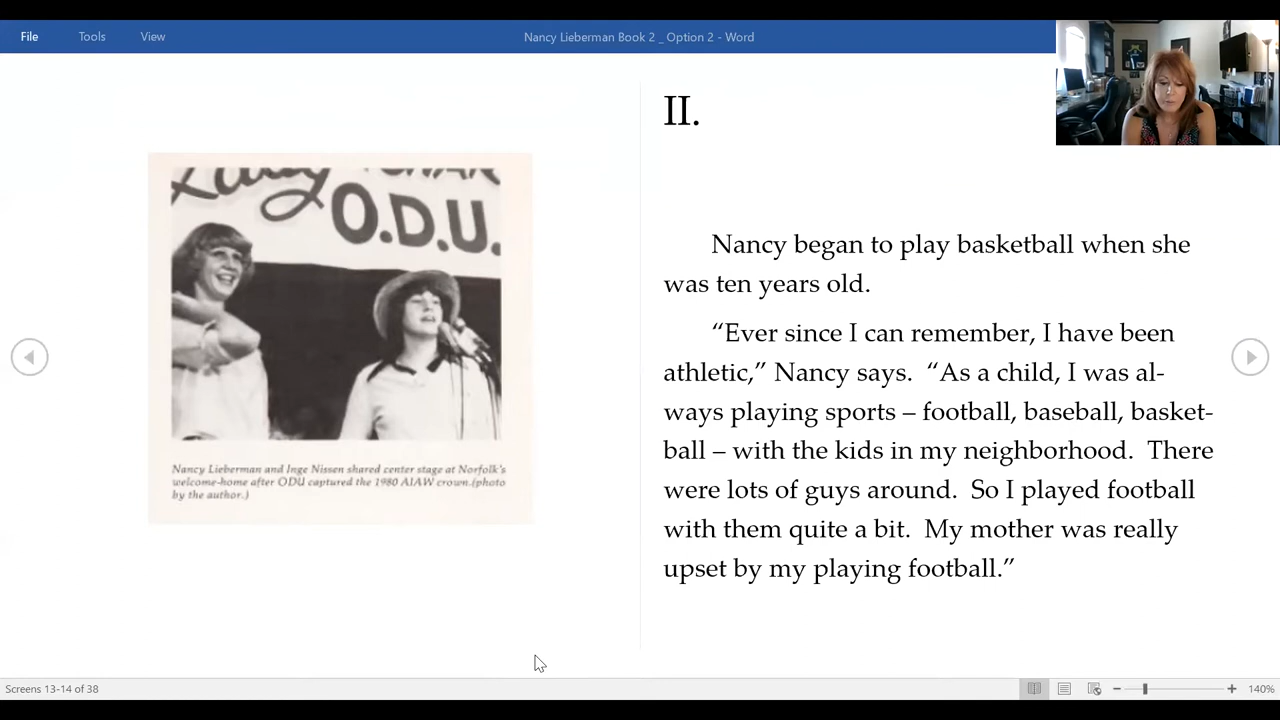 File Tools View Nancy Lieberman Book 2 _ Option 2 - Word
O.D.U.
Nancy Lieberman and Inge Nissen shared center stage at Norfolk's
welcome-home after ODU captured the 1980 AIAW crown.(photo
by the author.)
II.
Nancy began to play basketball when she
was ten years old.
“Ever since I can remember, I have been
athletic,” Nancy says. “As a child, I was al-
ways playing sports – football, baseball, basket-
ball – with the kids in my neighborhood. There
were lots of guys around. So I played football
with them quite a bit. My mother was really
upset by my playing football.”
Screens 13-14 of 38
140%